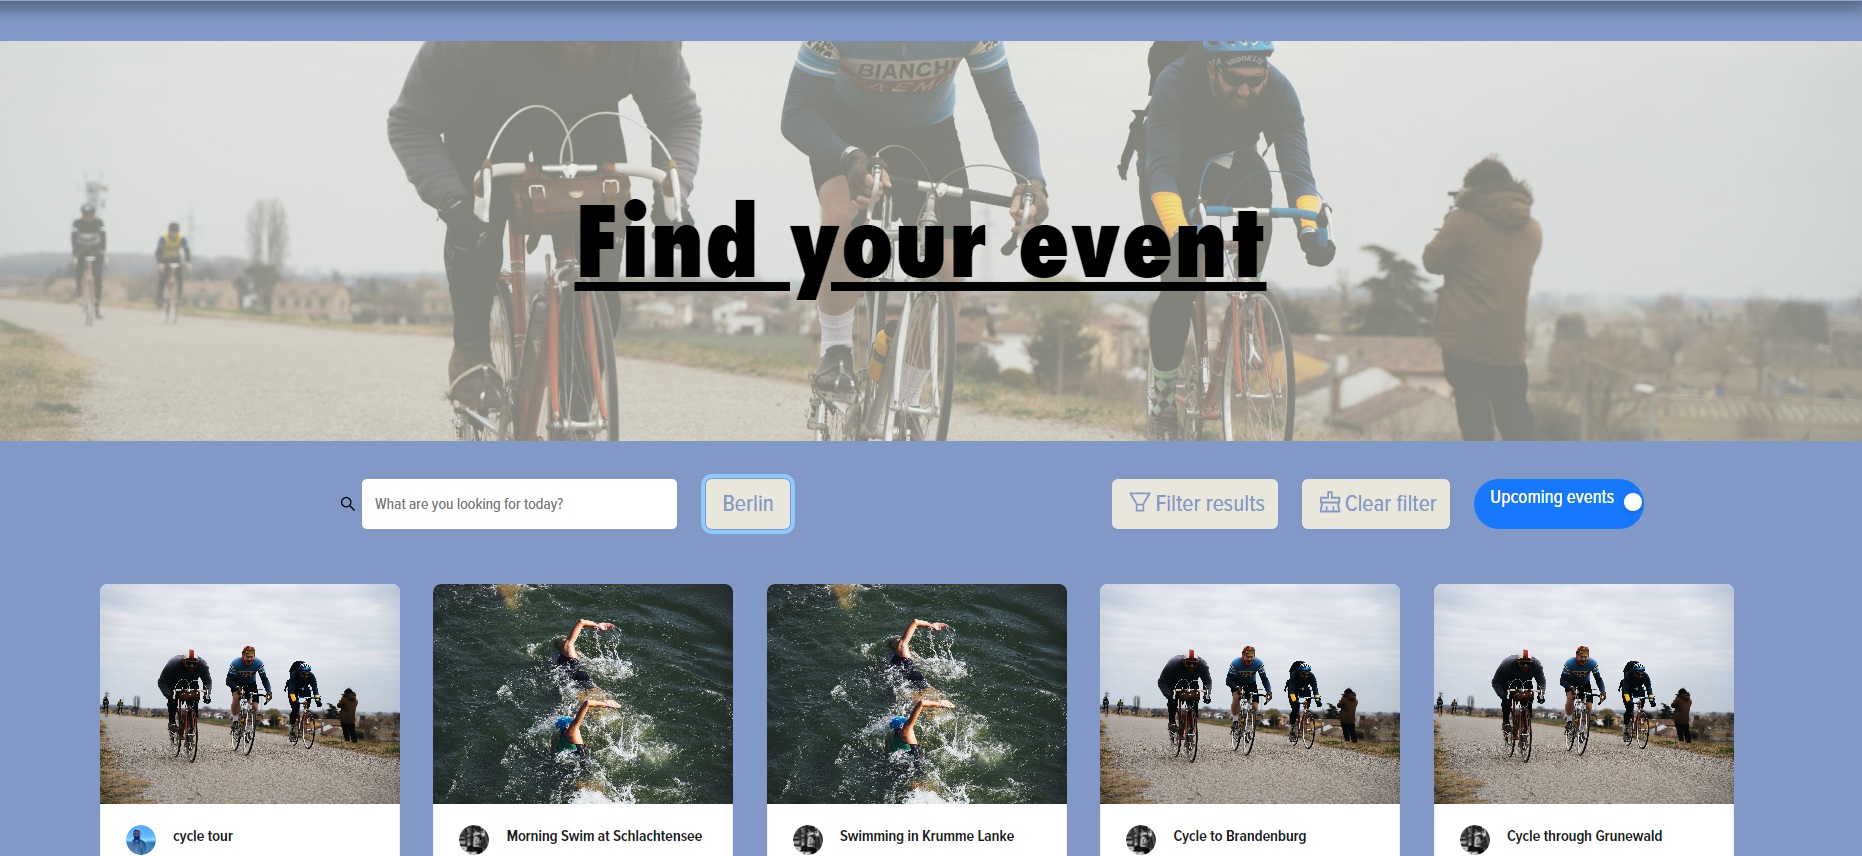 BIANCHI
Find your event
What are you looking for today?
Berlin
Filter results
Clear filter
Upcoming events
cycle tour
Morning Swim at Schlachtensee
Swimming in Krumme Lanke
Cycle to Brandenburg
Cycle through Grunewald